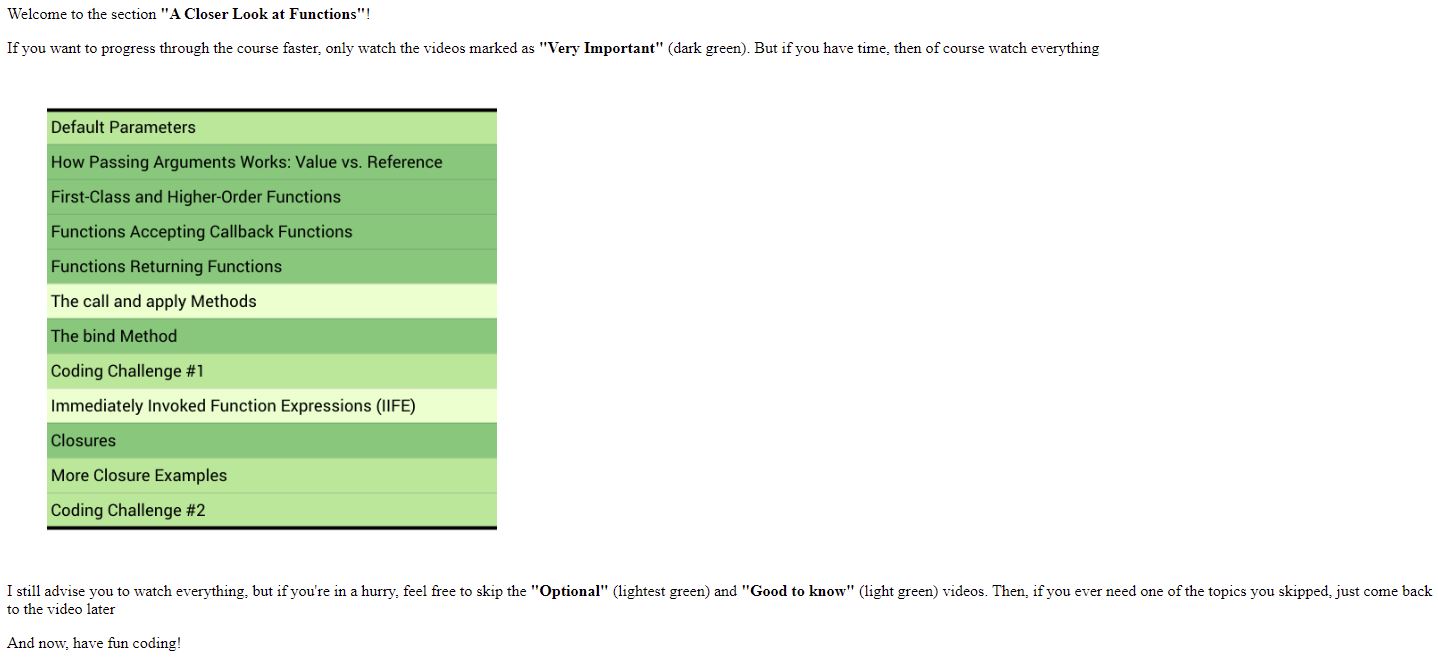 Welcome to the section "A Closer Look at Functions"!
If you want to progress through the course faster, only watch the videos marked as "Very Important" (dark green). But if you have time, then of course watch everything
Default Parameters
How Passing Arguments Works: Value vs. Reference
First-Class and Higher-Order Functions
Functions Accepting Callback Functions
Functions Returning Functions
The call and apply Methods
The bind Method
Coding Challenge #1
Immediately Invoked Function Expressions (IIFE)
Closures
More Closure Examples
Coding Challenge #2
I still advise you to watch everything, but if you're in a hurry, feel free to skip the "Optional" (lightest green) and "Good to know" (light green) videos. Then, if you ever need one of the topics you skipped, just come back
to the video later
And now, have fun coding!